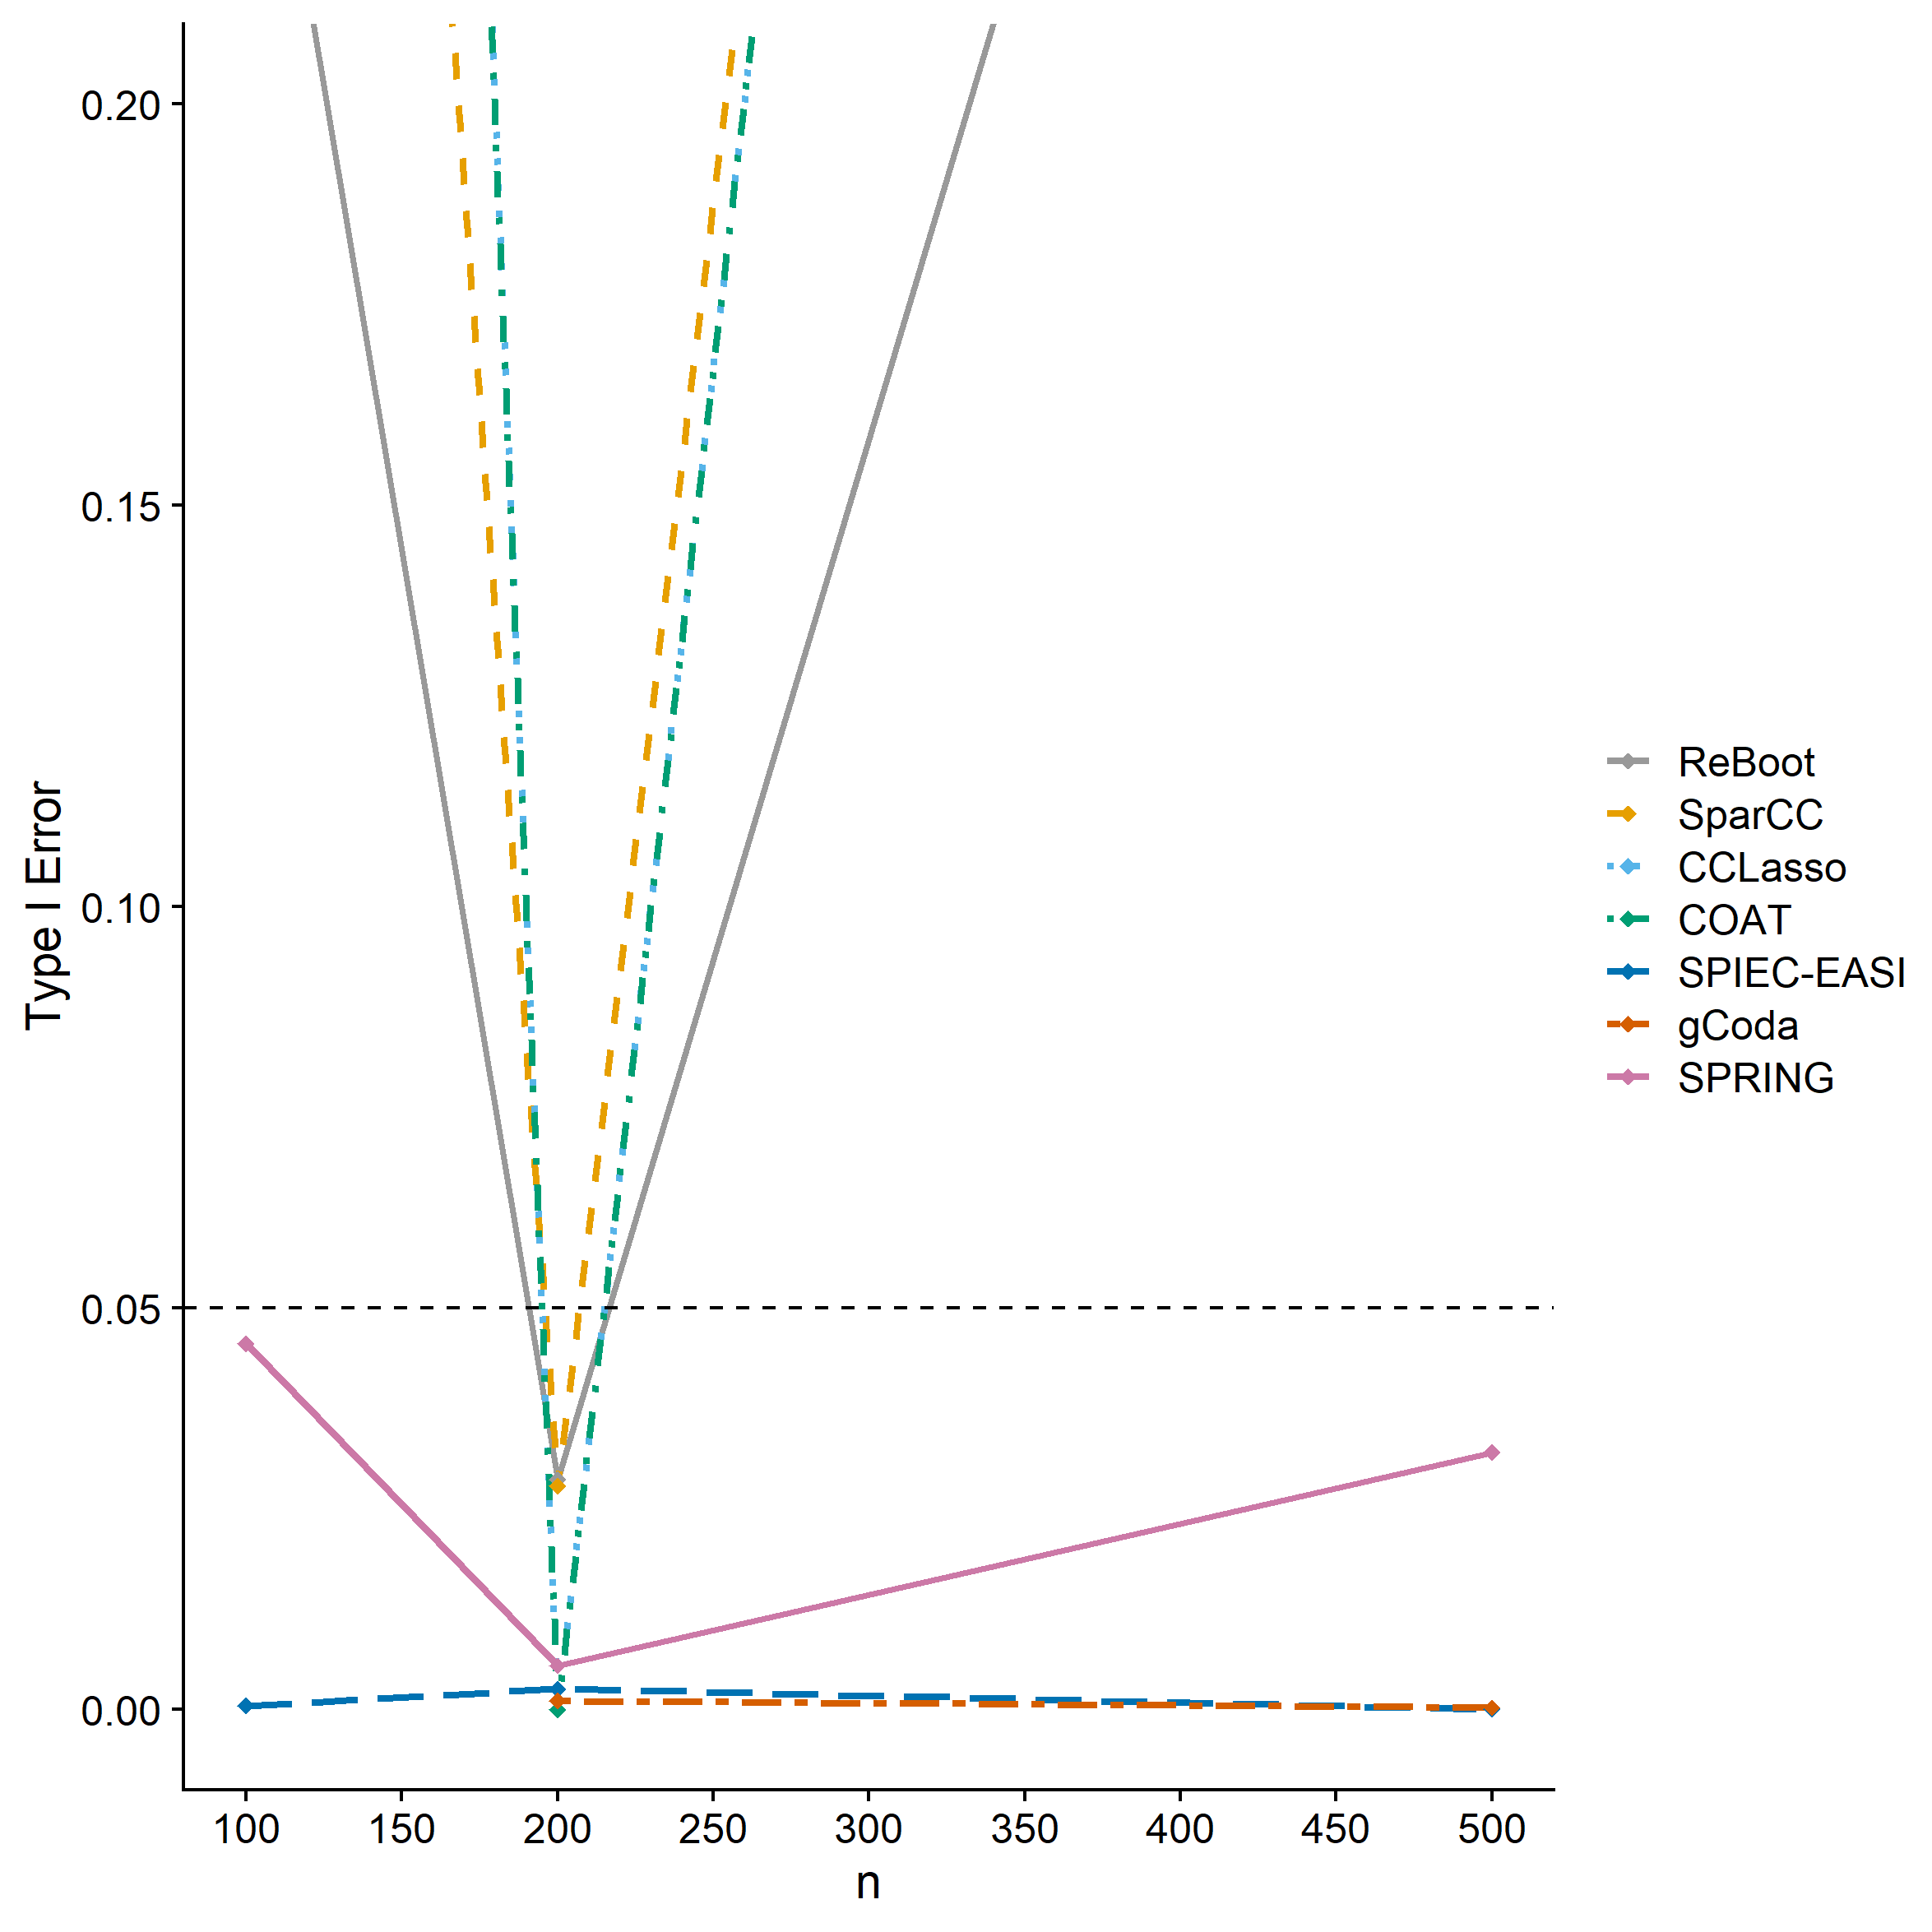 0.20
0.15
0.10
0.05
0.00
Type I Error
100 150 200 250 300 350 400 450 500
n
ReBoot
SparCC
CCLasso
COAT
SPIEC-EASI
gCoda
SPRING